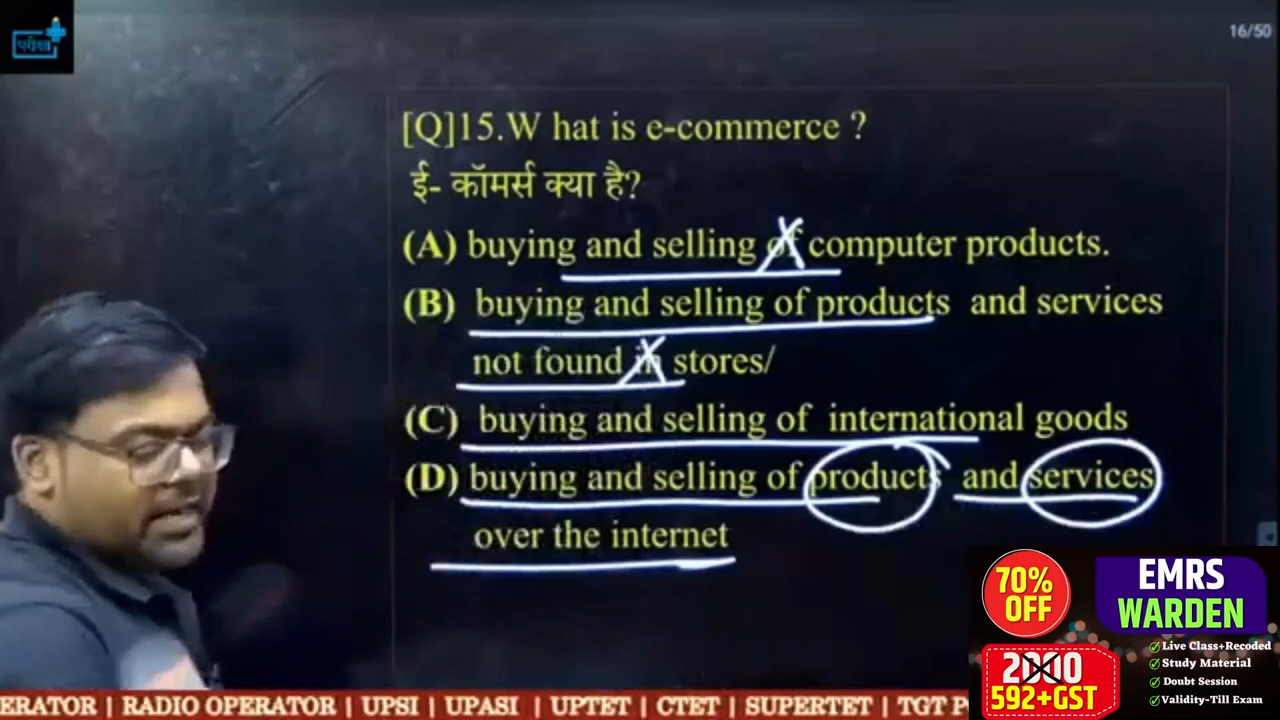 परीक्षा
16/50
[Q]15.W hat is e-commerce ?
ई- कॉमर्स क्या है?
(A) buying and selling of computer products.
(B) buying and selling of products and services
not found in stores/
(C) buying and selling of international goods
(D) buying and selling of products and services
over the internet
70%
OFF
EMRS
WARDEN
2000
592+GST
Live Class+Recoded
Study Material
Doubt Session
Validity-Till Exam
ERATOR | RADIO OPERATOR | UPSI | UPASI | UPTET | CTET | SUPERTET | TGT P